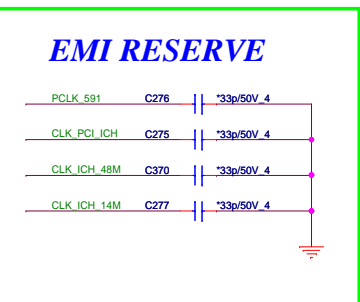 EMI RESERVE
PCLK_591 C276 *33p/50V_4
CLK_PCI_ICH C275 *33p/50V_4
CLK_ICH_48M C370 *33p/50V_4
CLK_ICH_14M C277 *33p/50V_4